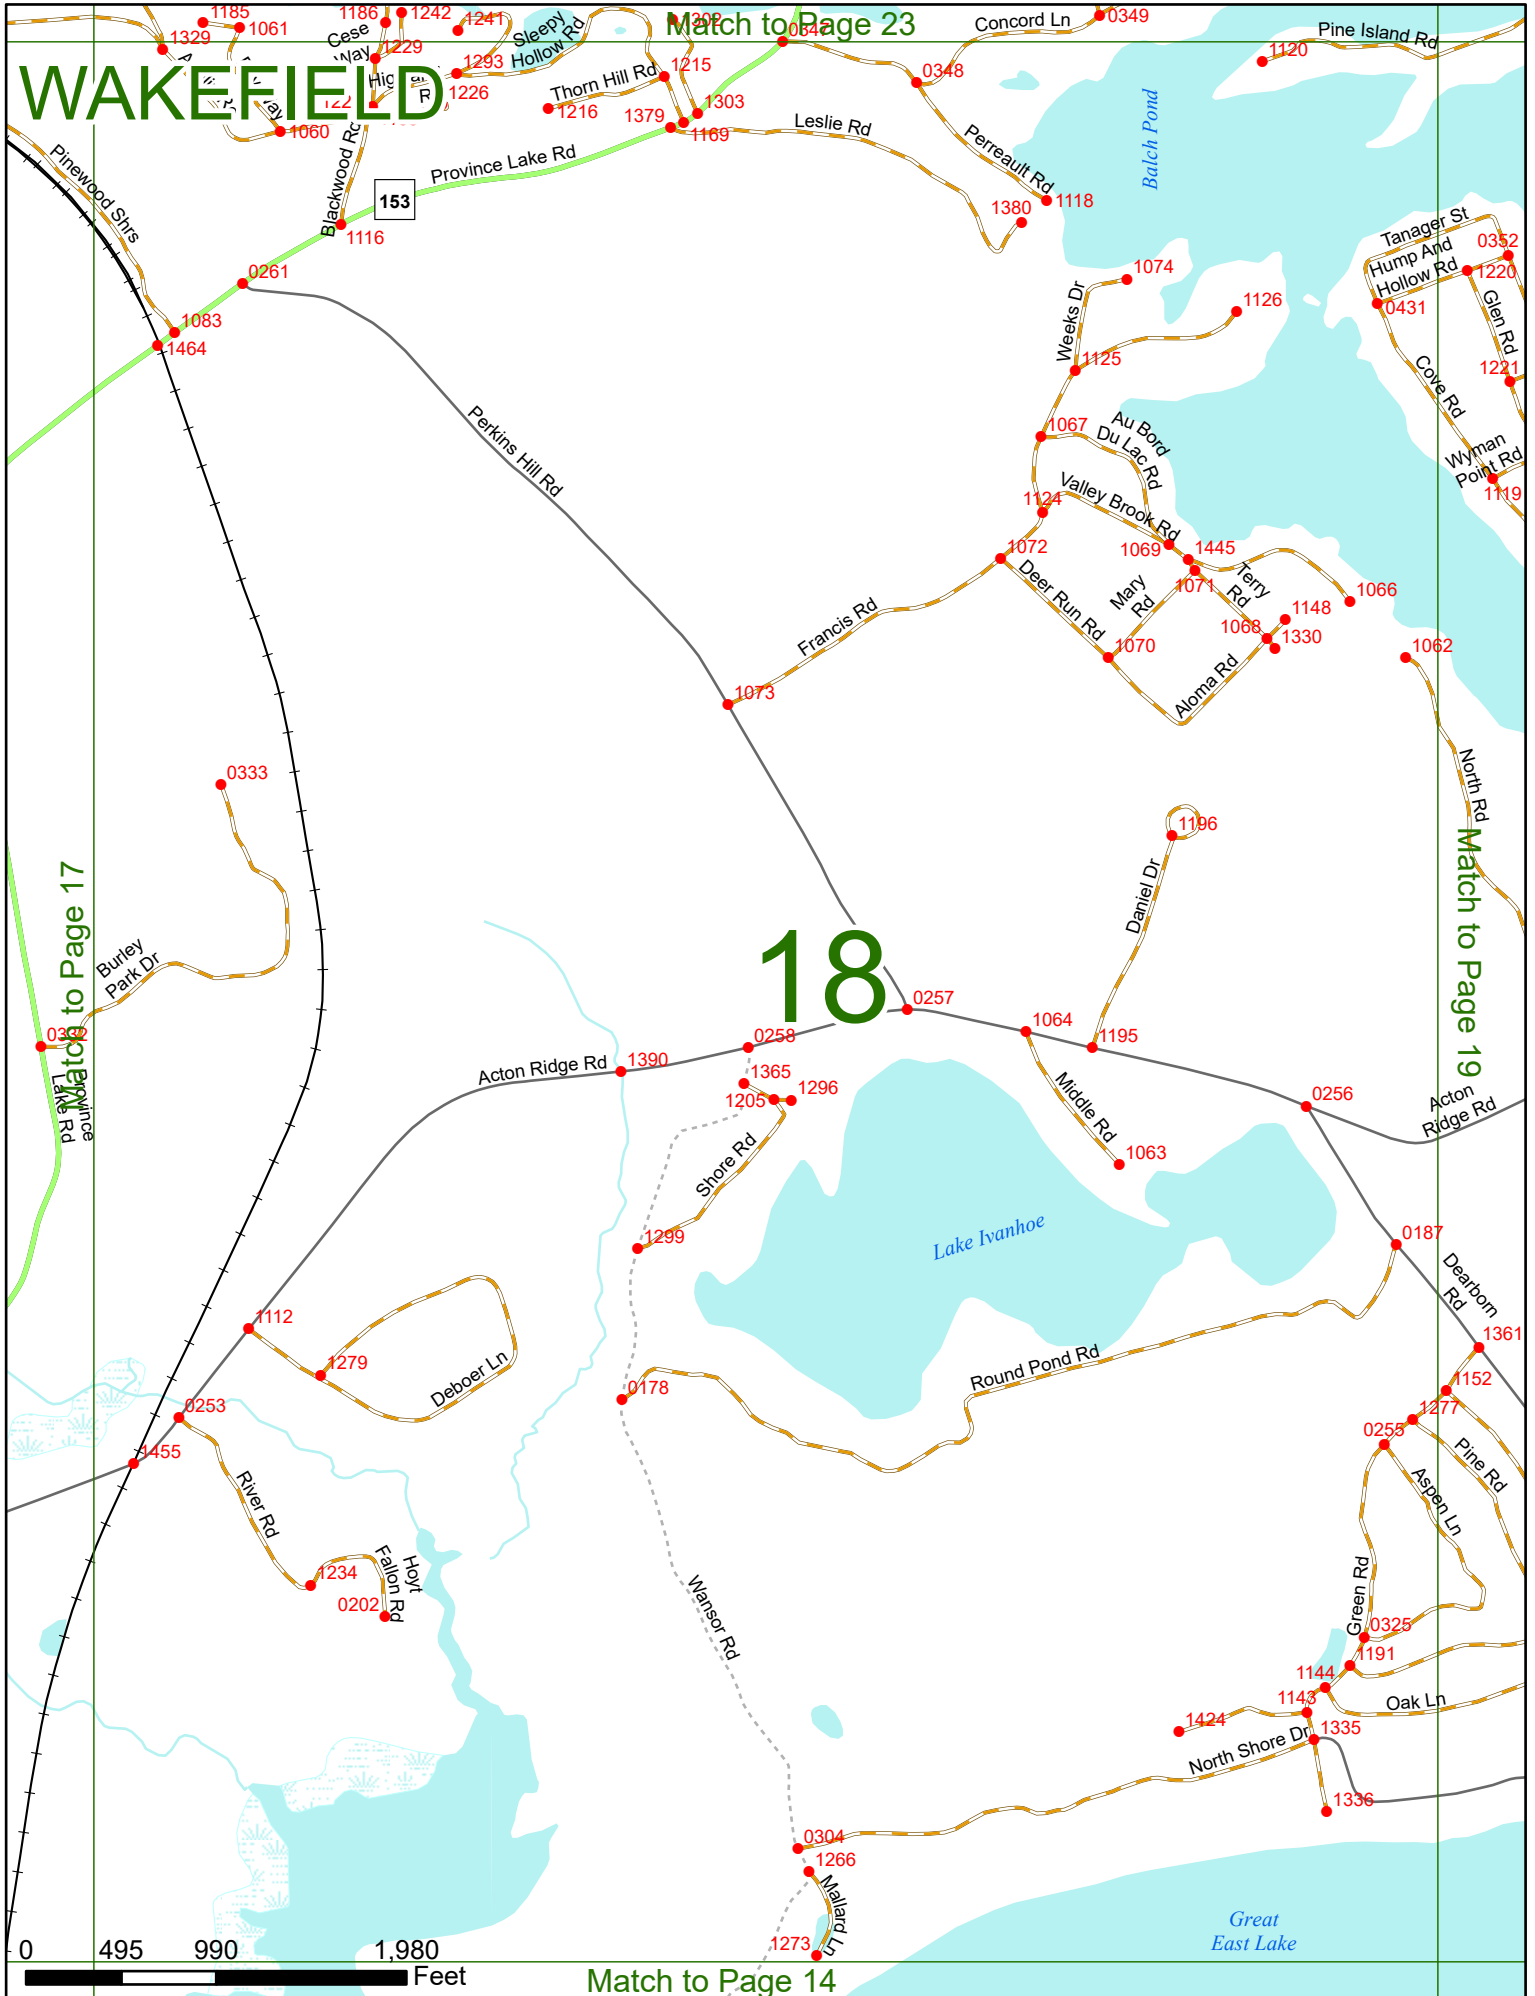 1185
1061
1186
1242
1241
1302
Match to Page 23
0347
Concord Ln
0349
1329
Cese
Way
1229
Sleepy
Hollow Rd
Pine Island Rd
1120
WAKEFIELD
1293
1226
Thorn Hill Rd
1215
1216
0348
1303
1379
1169
1060
Leslie Rd
Perreault Rd
1118
1380
Balch Pond
Pinewood Shrs
Blackwood Rd
Province Lake Rd
153
1116
0261
1083
1464
Tanager St
Hump And
Hollow Rd
0352
1220
0431
Glen Rd
1221
Cove Rd
Wyman
Point Rd
1119
1074
1126
Weeks Dr
1125
1067
Au Bord
Du Lac Rd
Valley Brook Rd
1124
1069
1445
1072
1071
Deer Run Rd
Mary
Rd
Terry
Rd
1066
1148
1068
1330
1070
1062
Perkins Hill Rd
Francis Rd
1073
Aloma Rd
North Rd
0333
1196
Daniel Dr
Match to Page 17
Match to Page 19
Burley
Park Dr
18
0332
Province
Lake Rd
0257
0258
1064
1195
Acton Ridge Rd
1390
1365
1205
1296
Middle Rd
0256
Acton
Ridge Rd
1063
Shore Rd
1299
Lake Ivanhoe
0187
Dearborn
Rd
1112
1279
Deboer Ln
1361
Round Pond Rd
0178
1152
1277
0255
0253
1455
Pine Rd
Aspen Ln
River Rd
1234
Hoyt
Fallon Rd
0202
Wansor Rd
Green Rd
0325
1191
1144
1143
Oak Ln
1424
1335
North Shore Dr
1336
0304
1266
Mallard Ln
1273
Great
East Lake
0 495 990 1,980
Feet
Match to Page 14